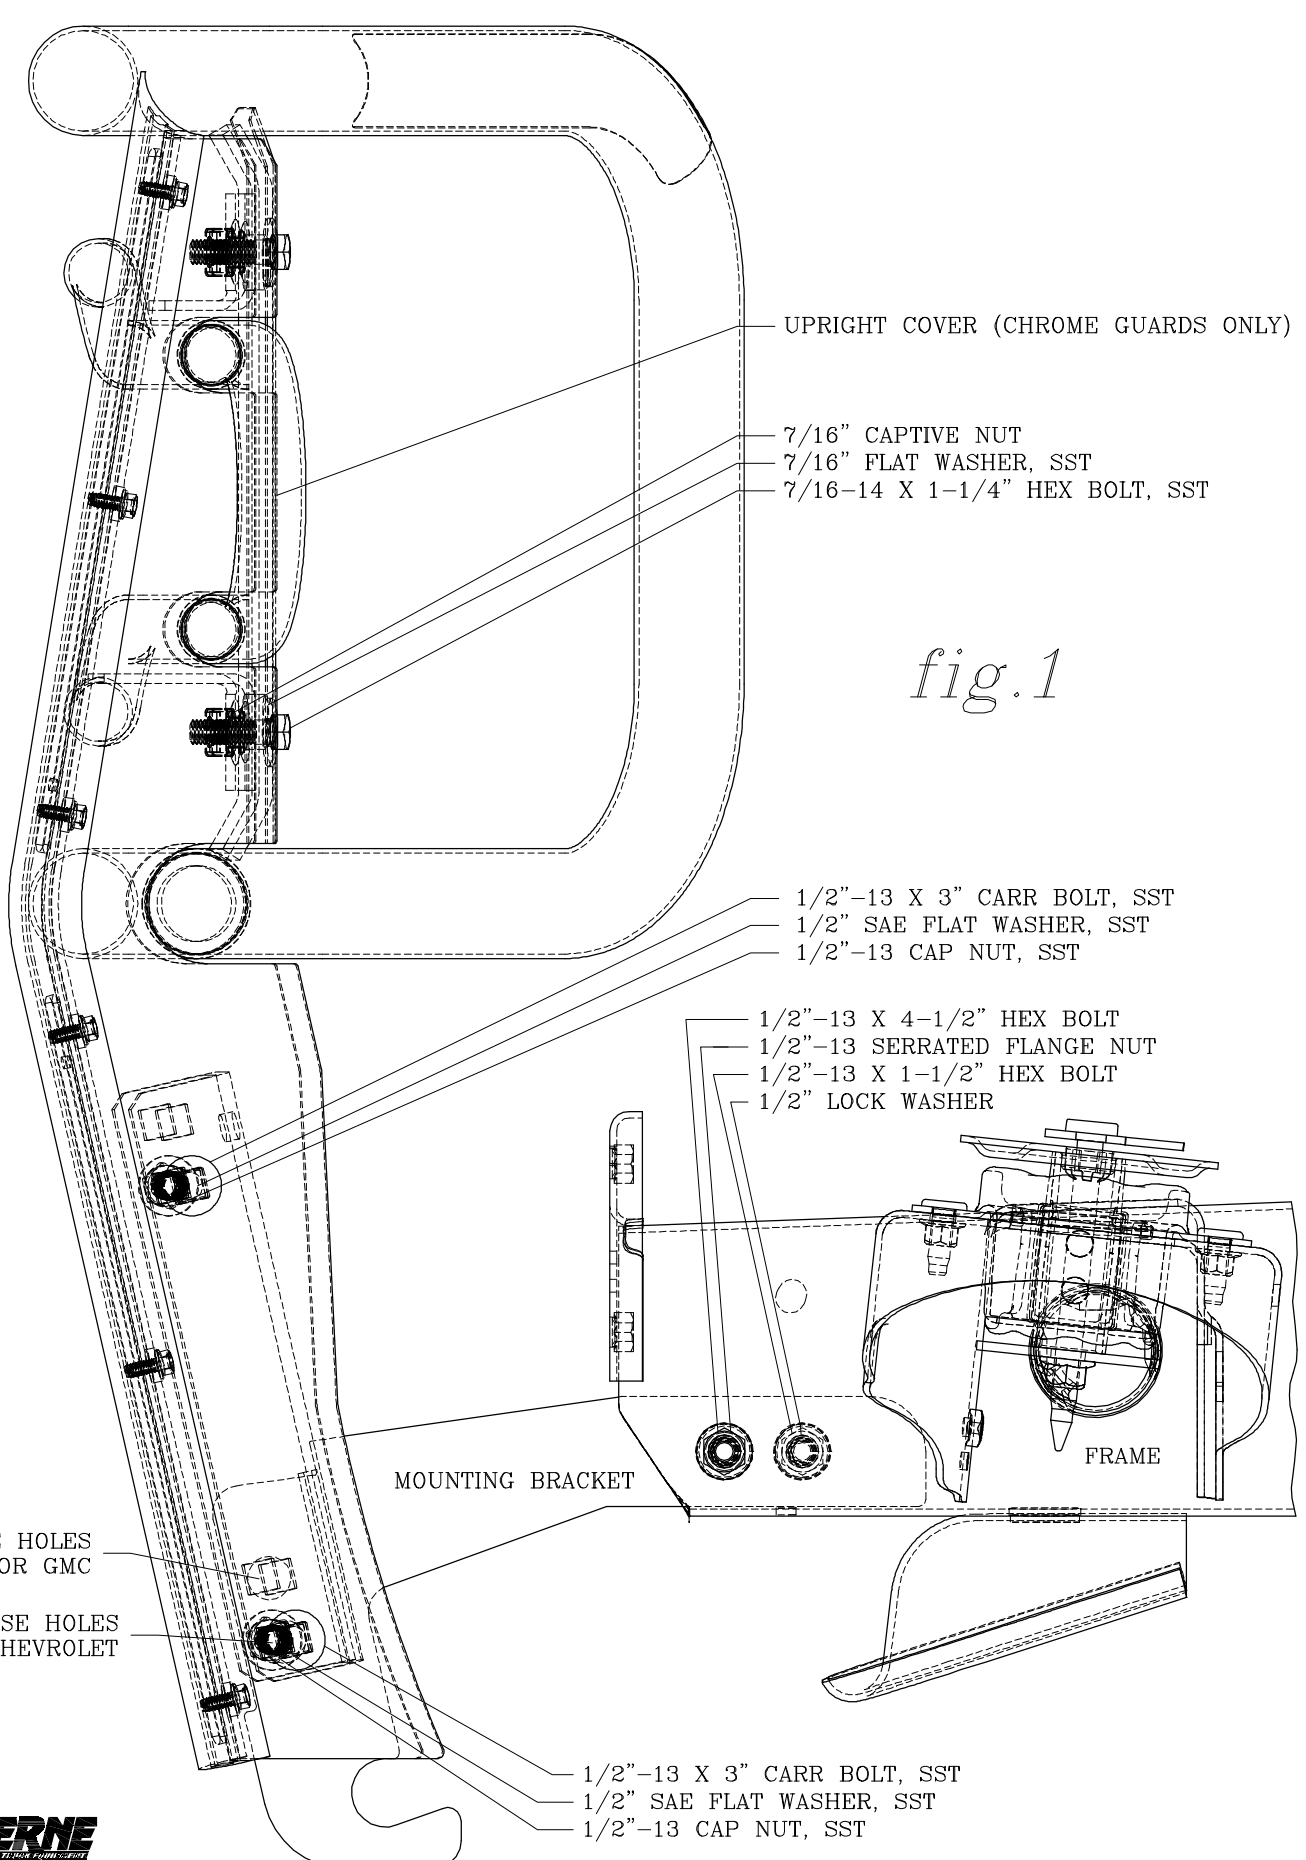 UPRIGHT COVER (CHROME GUARDS ONLY)
7/16” CAPTIVE NUT
7/16” FLAT WASHER, SST
7/16-14 X 1-1/4” HEX BOLT, SST
fig.1
1/2”-13 X 3” CARR BOLT, SST
1/2” SAE FLAT WASHER, SST
1/2”-13 CAP NUT, SST
1/2”-13 X 4-1/2” HEX BOLT
1/2”-13 SERRATED FLANGE NUT
1/2”-13 X 1-1/2” HEX BOLT
1/2” LOCK WASHER
FRAME
MOUNTING BRACKET
HOLES
OR GMC
SE HOLES
HEVROLET
1/2”-13 X 3” CARR BOLT, SST
1/2” SAE FLAT WASHER, SST
1/2”-13 CAP NUT, SST
ERNE
TRUCK EQUIPMENT